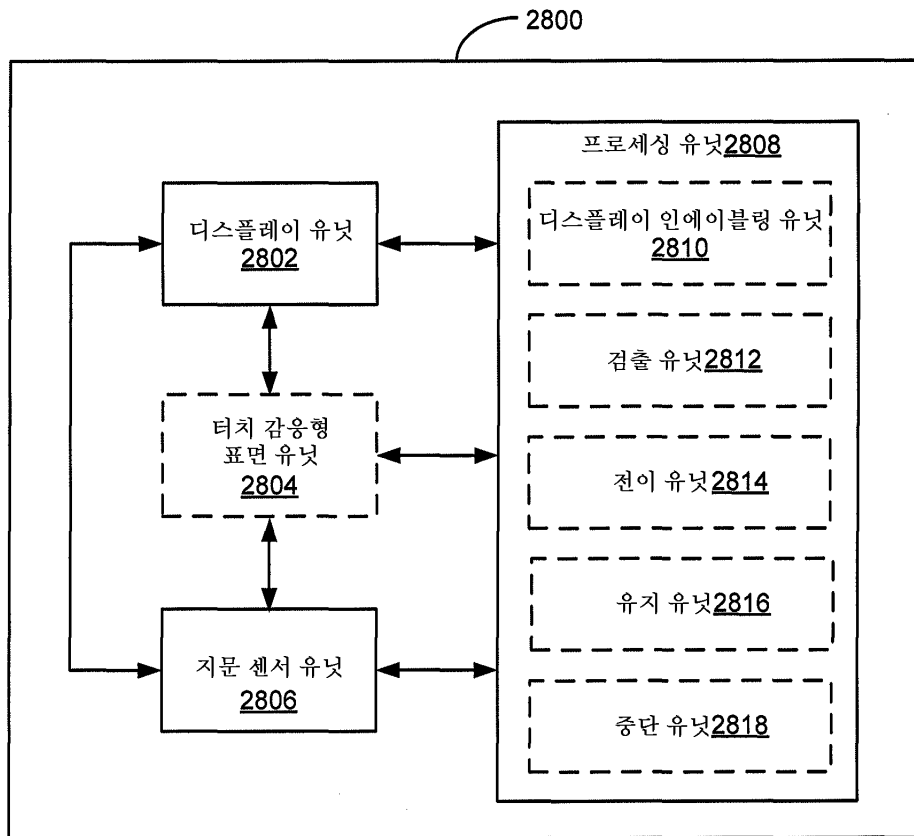 2800
프로세싱 유닛2808
디스플레이 유닛
2802
디스플레이 인에이블링 유닛
2810
검출 유닛2812
터치 감응형
표면 유닛
2804
전이 유닛2814
유지 유닛2816
지문 센서 유닛
2806
중단 유닛2818